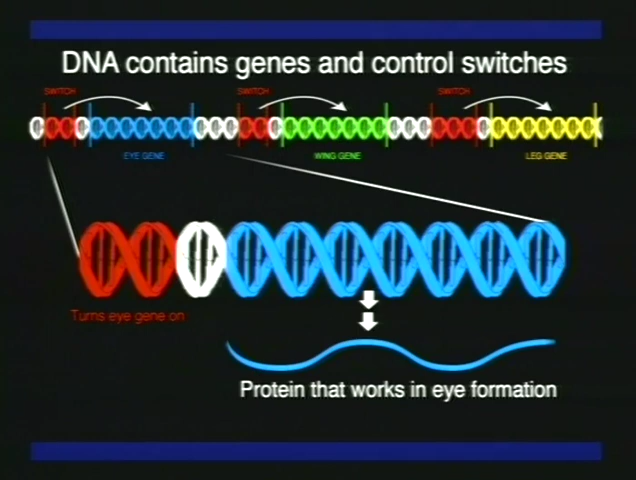 DNA contains genes and control switches
SWITCH SWITCH SWITCH
EYE GENE WING GENE LEG GENE
Turns eye gene on
Protein that works in eye formation